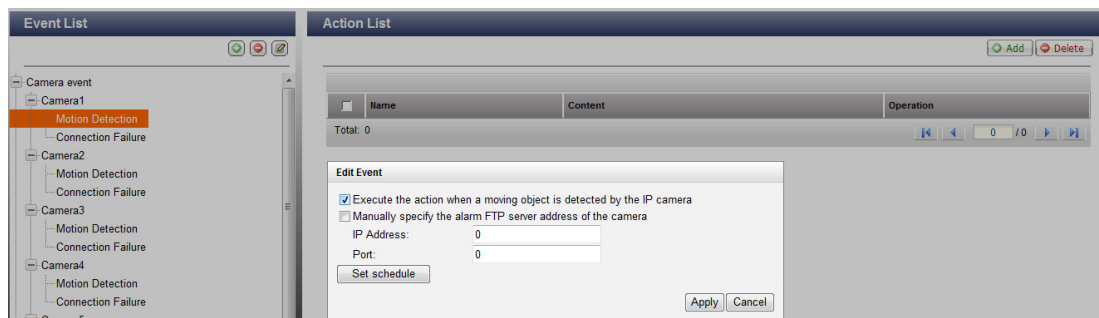 Event List
Action List
Add
Delete
Camera event
Camera1
Motion Detection
Connection Failure
Camera2
Motion Detection
Connection Failure
Camera3
Motion Detection
Connection Failure
Camera4
Motion Detection
Connection Failure
Name Content Operation
Total: 0
0 / 0
Edit Event
Execute the action when a moving object is detected by the IP camera
Manually specify the alarm FTP server address of the camera
IP Address: 0
Port: 0
Set schedule
Apply Cancel